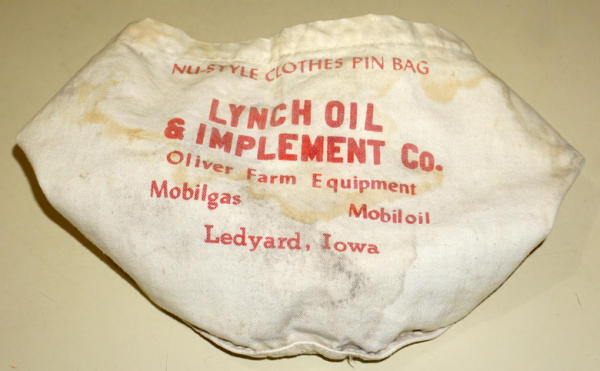 NU-STYLE CLOTHES PIN BAG
LYNCH OIL
& IMPLEMENT CO.
Oliver Farm Equipment
Mobilgas Mobiloil
Ledyard, Iowa